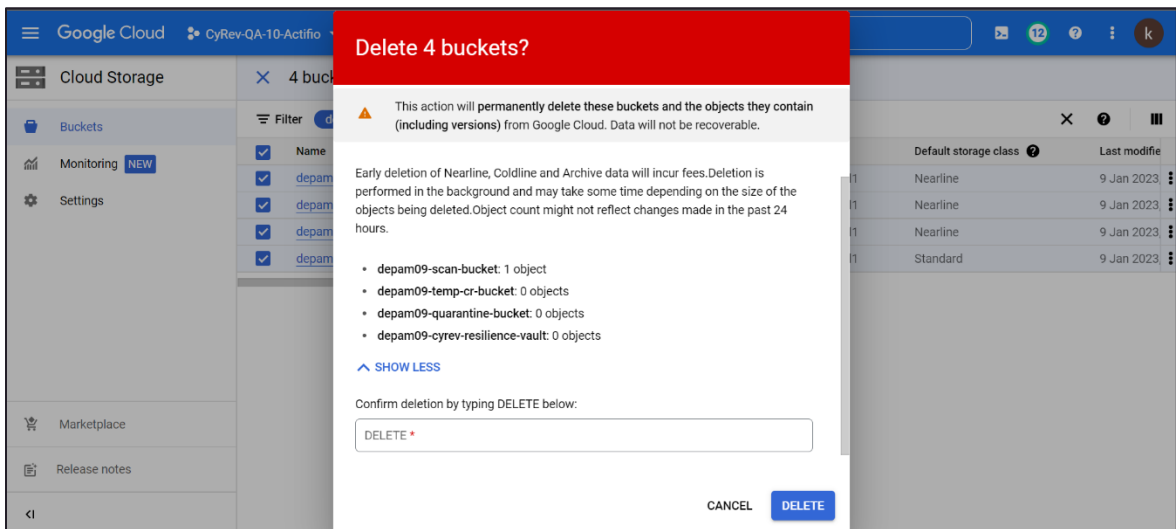 Google Cloud
CyRev-QA-10-Actifio
12
k
Cloud Storage
4
Buckets
Monitoring NEW
Settings
Marketplace
Release notes
Filter
Name
Default storage class
depam
Nearline
9 Jan 2023,
depam
Nearline
9 Jan 2023,
depam
Nearline
9 Jan 2023,
depam
Standard
9 Jan 2023,
Delete 4 buckets?
This action will permanently delete these buckets and the objects they contain
(including versions) from Google Cloud. Data will not be recoverable.
Early deletion of Nearline, Coldline and Archive data will incur fees.Deletion is
performed in the background and may take some time depending on the size of the
objects being deleted.Object count might not reflect changes made in the past 24
hours.
• depam09-scan-bucket: 1 object
• depam09-temp-cr-bucket: 0 objects
• depam09-quarantine-bucket: 0 objects
• depam09-cyrev-resilience-vault: 0 objects
SHOW LESS
Confirm deletion by typing DELETE below:
DELETE *
CANCEL
DELETE